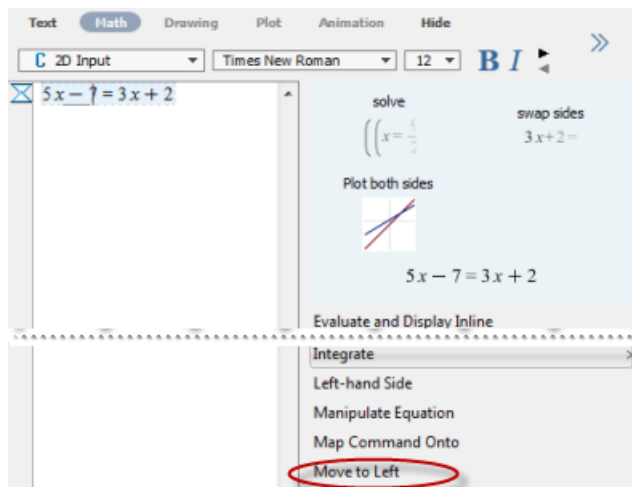 Text Math Drawing Plot Animation Hide
C 2D Input Times New Roman 12 B I
5x − 7 = 3x + 2
solve
swap sides
((x = 9/2
3x+2=
Plot both sides
5x − 7 = 3x + 2
Evaluate and Display Inline
Integrate
Left-hand Side
Manipulate Equation
Map Command Onto
Move to Left